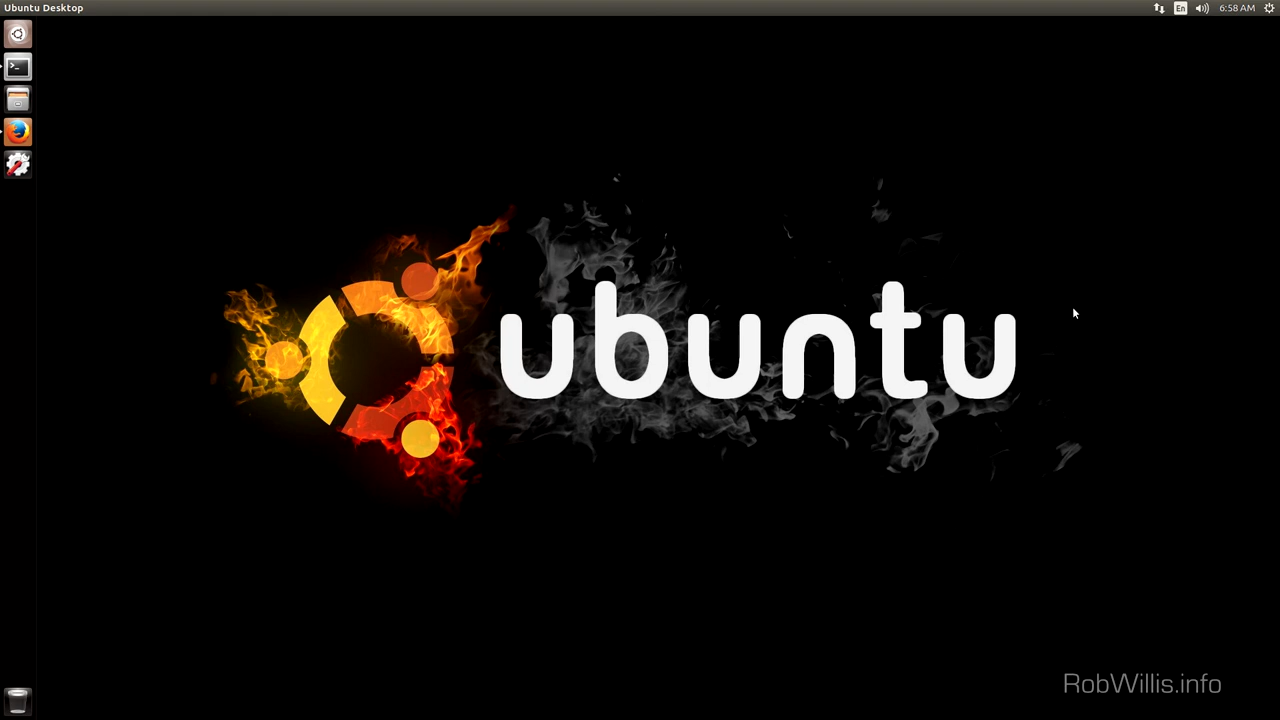 Ubuntu Desktop
En
6:58 AM
ubuntu
RobWillis.info